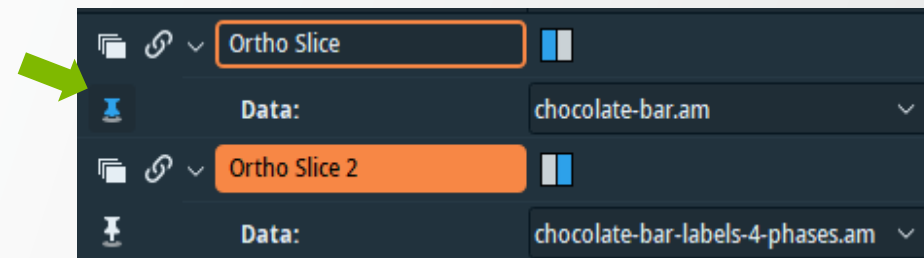 Ortho Slice
Data: chocolate-bar.am
Ortho Slice 2
Data: chocolate-bar-labels-4-phases.am